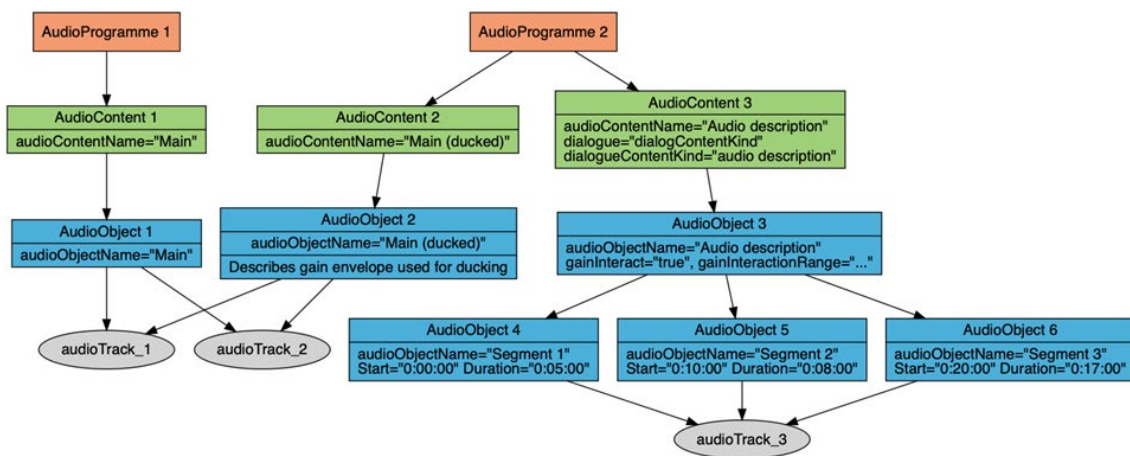 AudioProgramme 1
AudioProgramme 2
AudioContent 1
audioContentName="Main"
AudioContent 2
audioContentName="Main (ducked)"
AudioContent 3
audioContentName="Audio description"
dialogue="dialogContentKind"
dialogueContentKind="audio description"
AudioObject 1
audioObjectName="Main"
AudioObject 2
audioObjectName="Main (ducked)"
Describes gain envelope used for ducking
AudioObject 3
audioObjectName="Audio description"
gainInteract="true", gainInteractionRange="..."
audioTrack_1
audioTrack_2
AudioObject 4
audioObjectName="Segment 1"
Start="0:00:00" Duration="0:05:00"
AudioObject 5
audioObjectName="Segment 2"
Start="0:10:00" Duration="0:08:00"
AudioObject 6
audioObjectName="Segment 3"
Start="0:20:00" Duration="0:17:00"
audioTrack_3